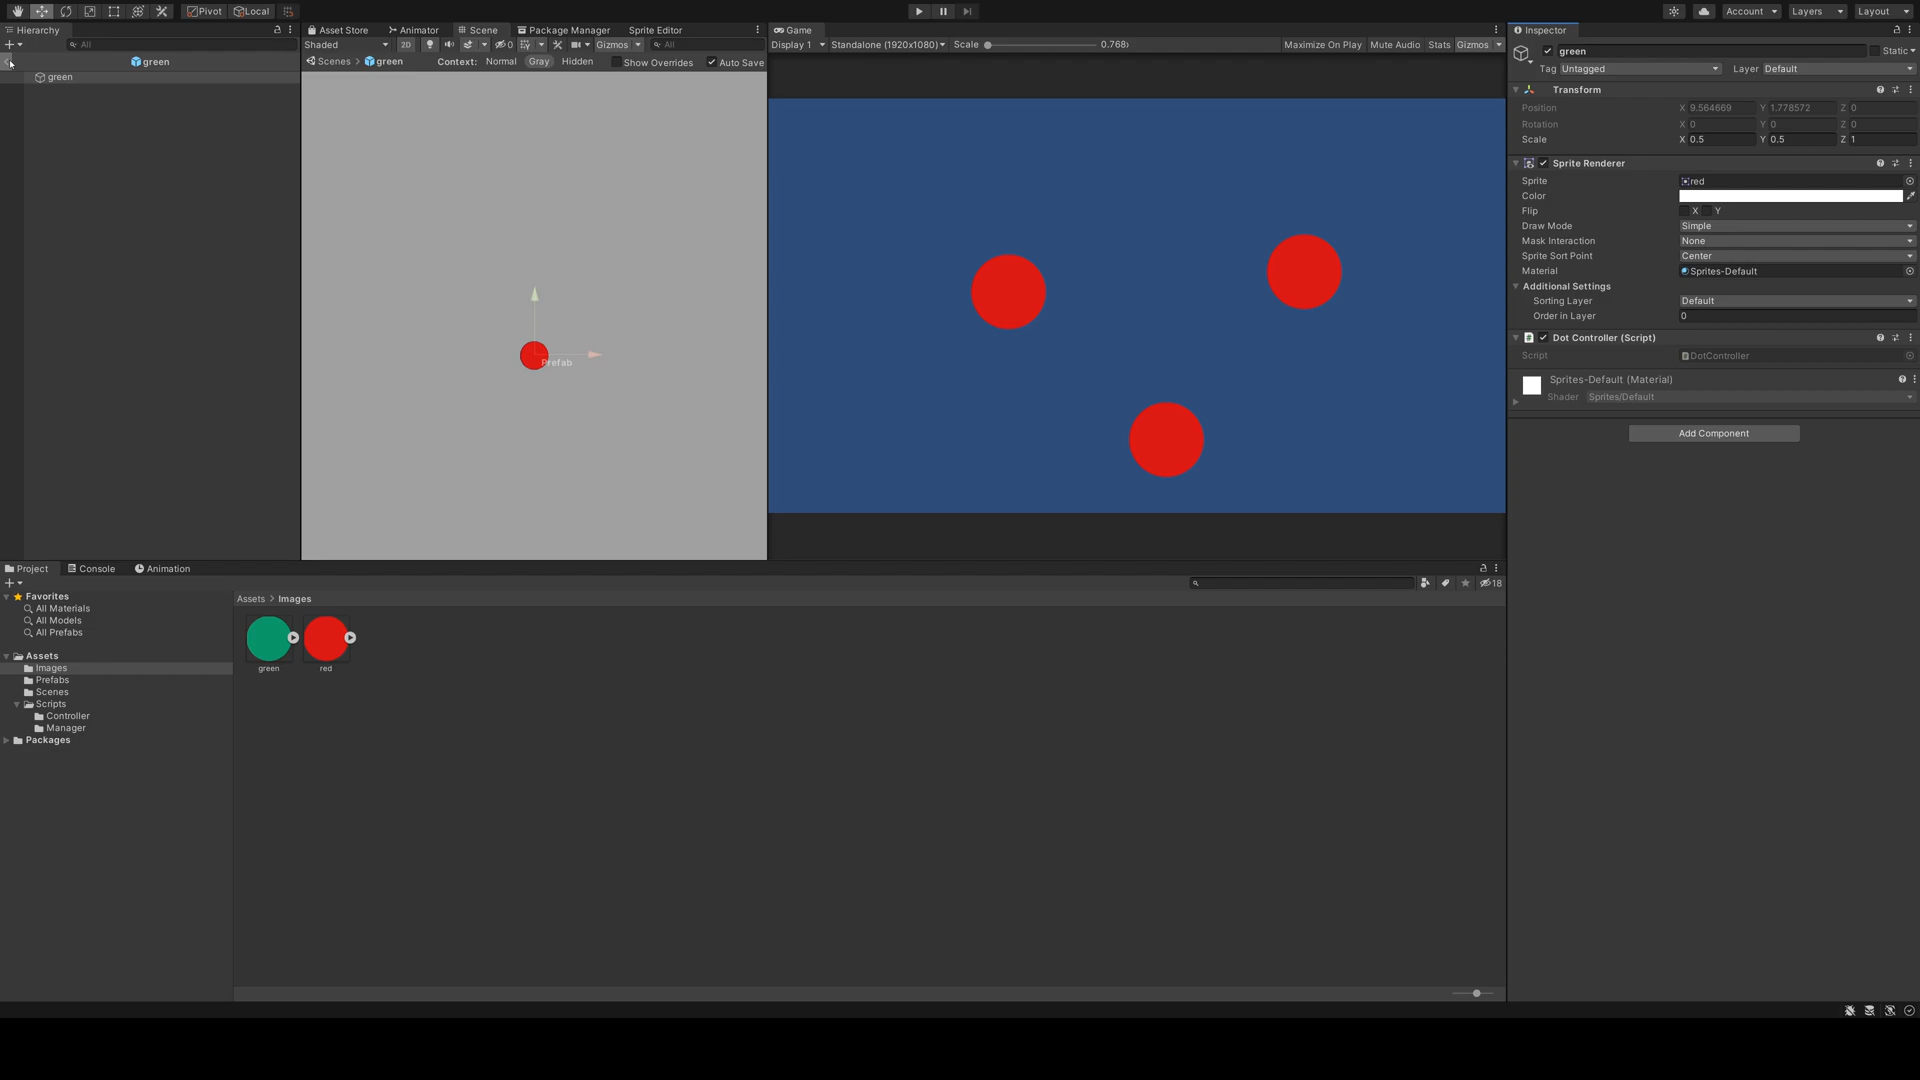 Pivot Local Account Layers Layout
Hierarchy Asset Store Animator Scene Package Manager Sprite Editor Game Inspector
All Shaded 2D 0 Gizmos All Display 1 Standalone (1920x1080) Scale 0.768x Maximize On Play Mute Audio Stats Gizmos
green Static
green Scenes green Context: Normal Gray Hidden Show Overrides Auto Save
Tag Untagged Layer Default
green
Transform
Position X 9.564669 Y 1.778572 Z 0
Rotation X 0 Y 0 Z 0
Scale X 0.5 Y 0.5 Z 1
Sprite Renderer
Sprite red
Color
Flip X Y
Draw Mode Simple
Mask Interaction None
Sprite Sort Point Center
Material Sprites-Default
Additional Settings
Sorting Layer Default
Order in Layer 0
Dot Controller (Script)
Script DotController
Prefab
Sprites-Default (Material)
Shader Sprites/Default
Add Component
Project Console Animation
18
Favorites
All Materials
All Models
All Prefabs
Assets > Images
green red
Assets
Images
Prefabs
Scenes
Scripts
Controller
Manager
Packages